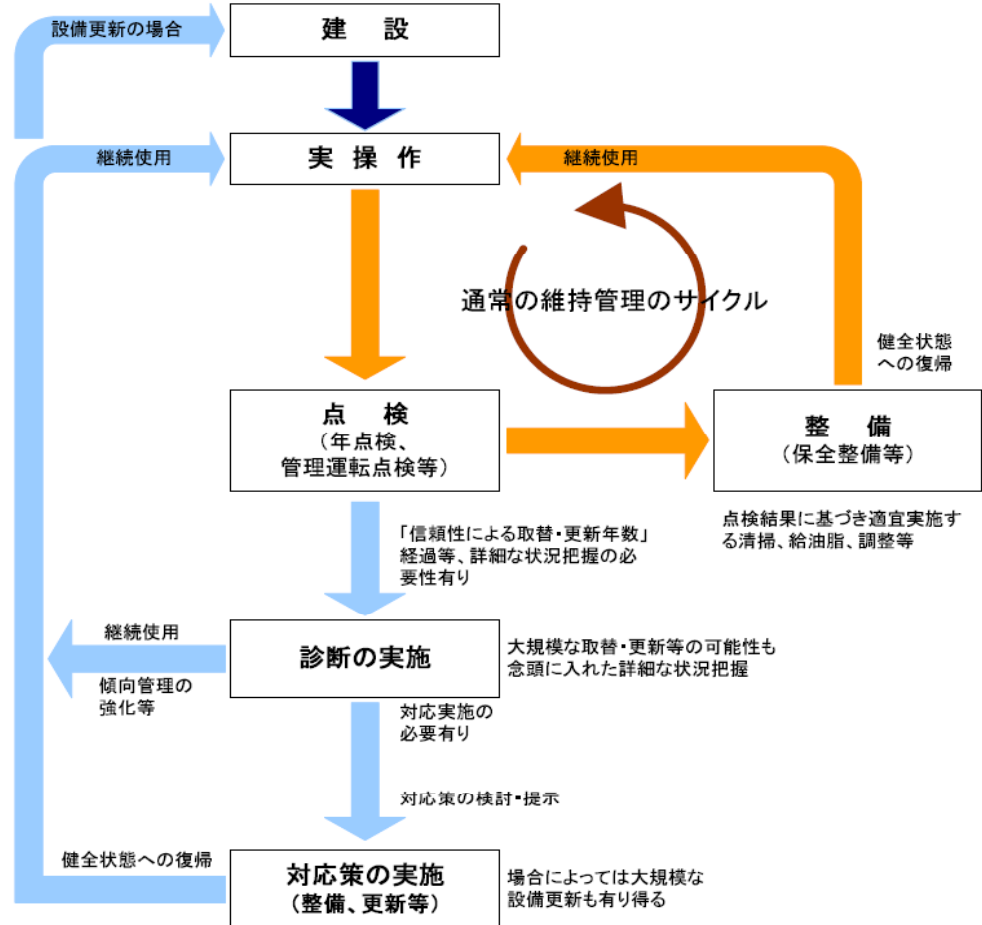 設備更新の場合
建　設
実 操 作
継続使用
継続使用
通常の維持管理のサイクル
健全状態
への復帰
点　検
（年点検、
管理運転点検等）
整　備
（保全整備等）
点検結果に基づき適宜実施す
る清掃、給油脂、調整等
「信頼性による取替・更新年数」
経過等、詳細な状況把握の必
要性有り
継続使用
傾向管理の
強化等
診断の実施
大規模な取替・更新等の可能性も
念頭に入れた詳細な状況把握
対応実施の
必要有り
対応策の検討・提示
健全状態への復帰
対応策の実施
（整備、更新等）
場合によっては大規模な
設備更新も有り得る